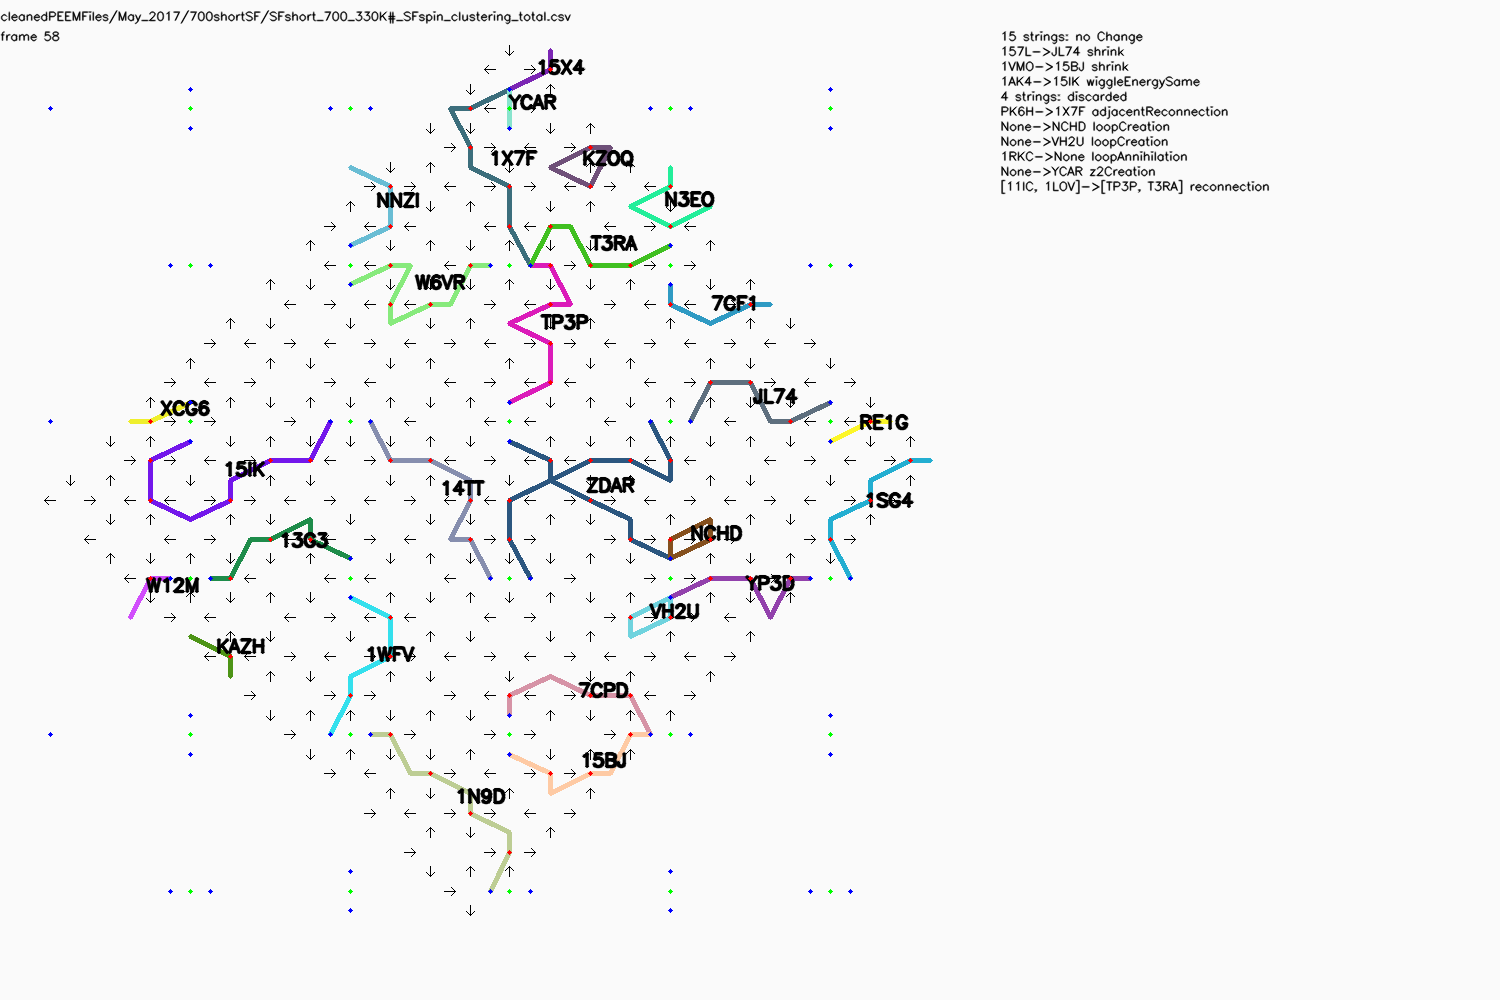 cleanedPEEMFiles/May_2017/700shortSF/SFshort_700_330K#_SFspin_clustering_total.csv
frame 58
15 strings: no Change
157L->JL74 shrink
1VMO->15BJ shrink
1AK4->15IK wiggleEnergySame
4 strings: discarded
PK6H->1X7F adjacentReconnection
None->NCHD loopCreation
None->VH2U loopCreation
1RKC->None loopAnnihilation
None->YCAR z2Creation
[11IC, 1LOV]->[TP3P, T3RA] reconnection
15X4
YCAR
1X7F
KZOQ
NNZI
N3EO
T3RA
W6VR
7CF1
TP3P
JL74
XCG6
RE1G
15IK
14TT
ZDAR
1SG4
13G3
NCHD
W12M
YP3D
VH2U
KAZH
1WFV
7CPD
15BJ
1N9D